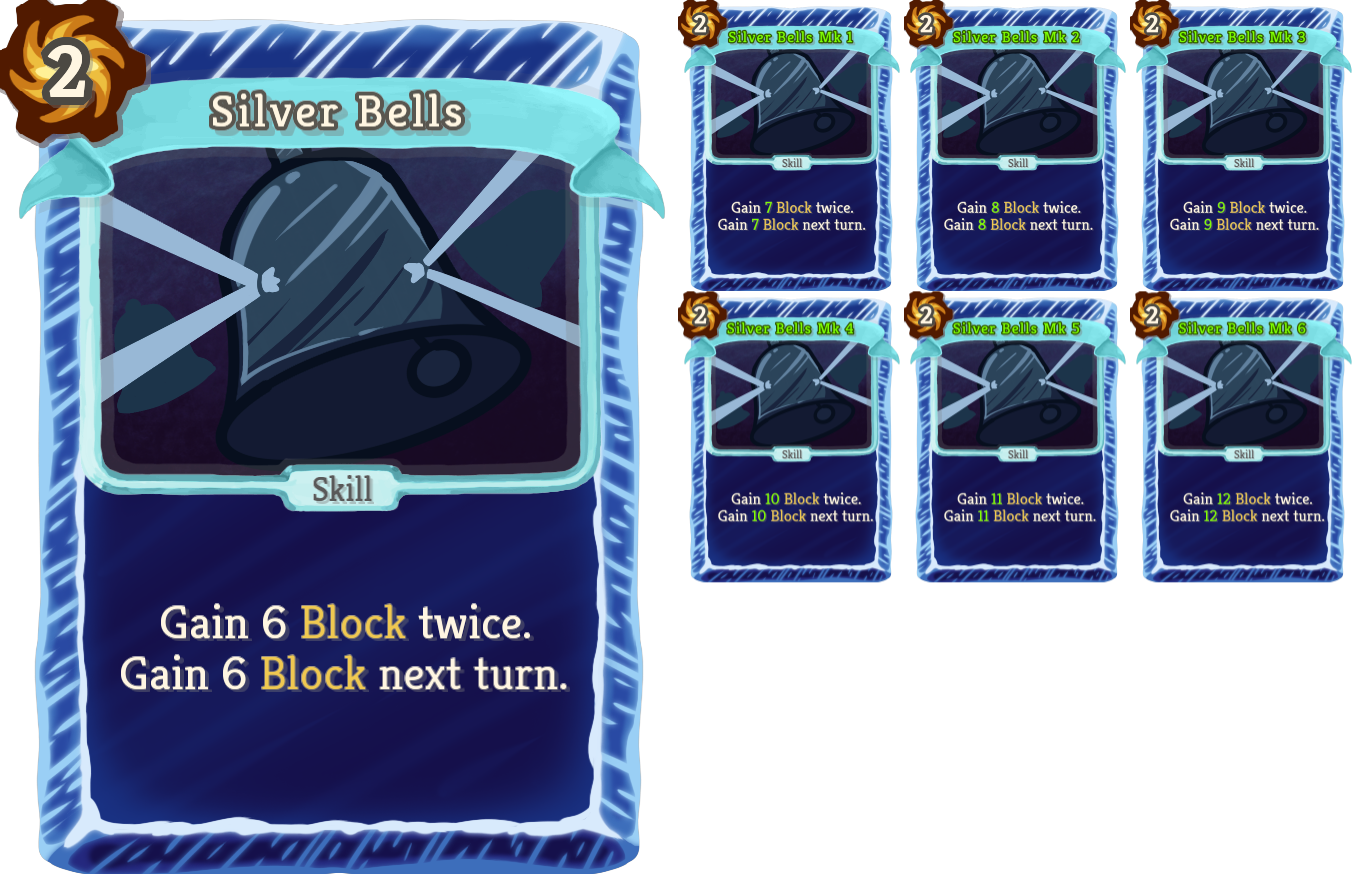 2
Silver Bells
Skill
Gain 6 Block twice.
Gain 6 Block next turn.
2
Silver Bells Mk 1
Skill
Gain 7 Block twice.
Gain 7 Block next turn.
2
Silver Bells Mk 2
Skill
Gain 8 Block twice.
Gain 8 Block next turn.
2
Silver Bells Mk 3
Skill
Gain 9 Block twice.
Gain 9 Block next turn.
2
Silver Bells Mk 4
Skill
Gain 10 Block twice.
Gain 10 Block next turn.
2
Silver Bells Mk 5
Skill
Gain 11 Block twice.
Gain 11 Block next turn.
2
Silver Bells Mk 6
Skill
Gain 12 Block twice.
Gain 12 Block next turn.